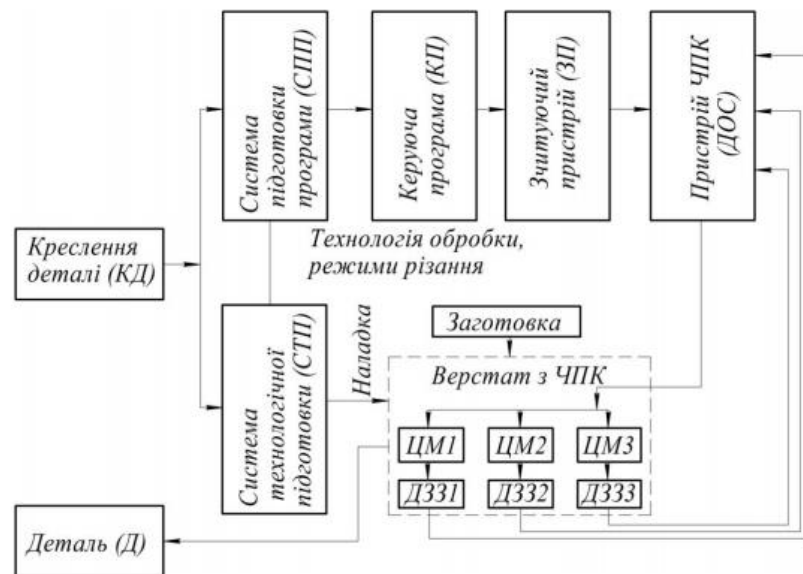 Система
підготовки
програми (СПП)
Керуюча
програма (КП)
Зчитуючий
пристрій (ЗП)
Пристрій ЧПК
(ДОС)
Креслення
деталі (КД)
Технологія обробки,
режими різання
Система
технологічної
підготовки (СТП)
Наладка
Заготовка
Верстат з ЧПК
ЦМ1
ЦМ2
ЦМ3
ДЗЗ1
ДЗЗ2
ДЗЗ3
Деталь (Д)